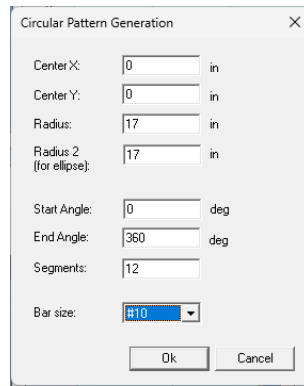 Circular Pattern Generation
Center X: 0 in
Center Y: 0 in
Radius: 17 in
Radius 2
(for ellipse): 17 in
Start Angle: 0 deg
End Angle: 360 deg
Segments: 12
Bar size: #10
Ok Cancel